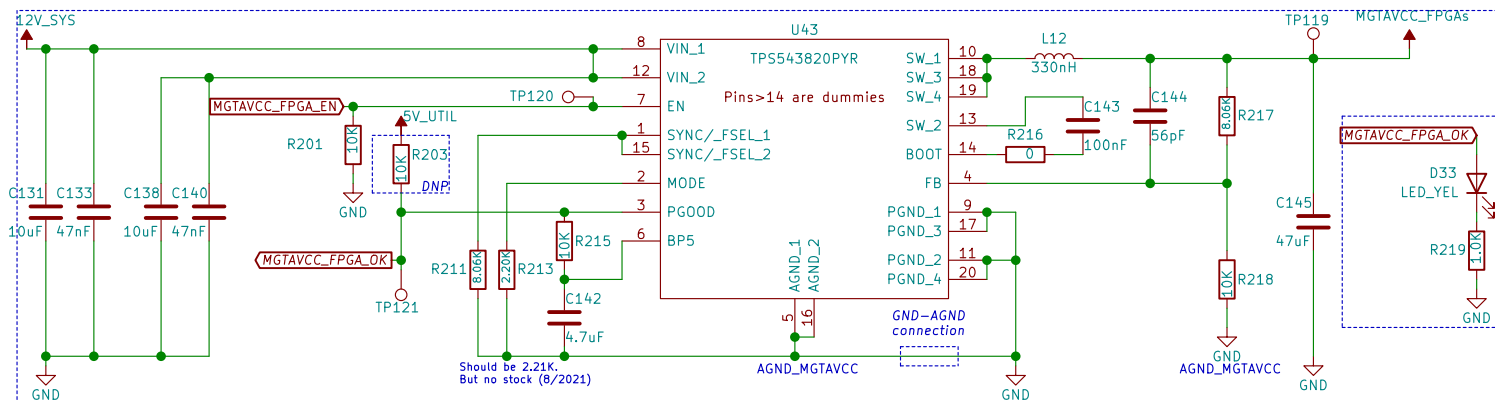 12V_SYS
U43
TPS543820PYR
Pins>14 are dummies
TP119
MGTAVCC_FPGAs
8
VIN_1
12
VIN_2
7
EN
1
SYNC/_FSEL_1
15
SYNC/_FSEL_2
2
MODE
3
PGOOD
6
BP5
SW_1
10
SW_3
18
SW_4
19
SW_2
13
BOOT
14
FB
4
PGND_1
9
PGND_3
17
PGND_2
11
PGND_4
20
AGND_1
5
AGND_2
16
L12
330nH
TP120
MGTAVCC_FPGA_EN
R201
10K
GND
5V_UTIL
R203
10K
DNP
C131
10uF
C133
47nF
C138
10uF
C140
47nF
GND
MGTAVCC_FPGA_OK
TP121
R211
8.06K
R213
2.20K
R215
10K
C142
4.7uF
Should be 2.21K.
But no stock (8/2021)
AGND_MGTAVCC
GND-AGND
connection
GND
R216
0
C143
100nF
C144
56pF
R217
8.06K
R218
10K
GND
AGND_MGTAVCC
C145
47uF
GND
MGTAVCC_FPGA_OK
D33
LED_YEL
R219
1.0K
GND